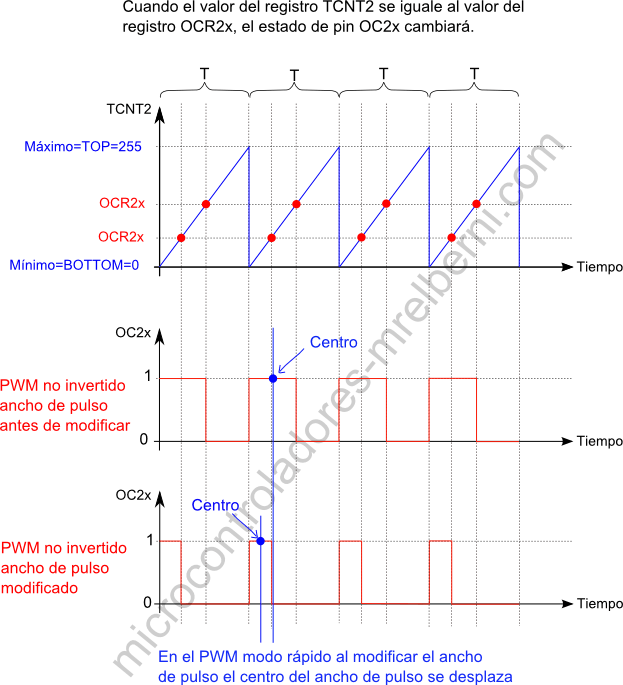 Cuando el valor del registro TCNT2 se iguale al valor del
registro OCR2x, el estado de pin OC2x cambiará.
T T T T
TCNT2
Máximo=TOP=255
OCR2x
OCR2x
Mínimo=BOTTOM=0
Tiempo
OC2x
Centro
1
PWM no invertido
ancho de pulso
antes de modificar
0
Tiempo
OC2x
Centro
1
PWM no invertido
ancho de pulso
modificado
0
Tiempo
En el PWM modo rápido al modificar el ancho
de pulso el centro del ancho de pulso se desplaza
microcontroladores-mrelberni.com